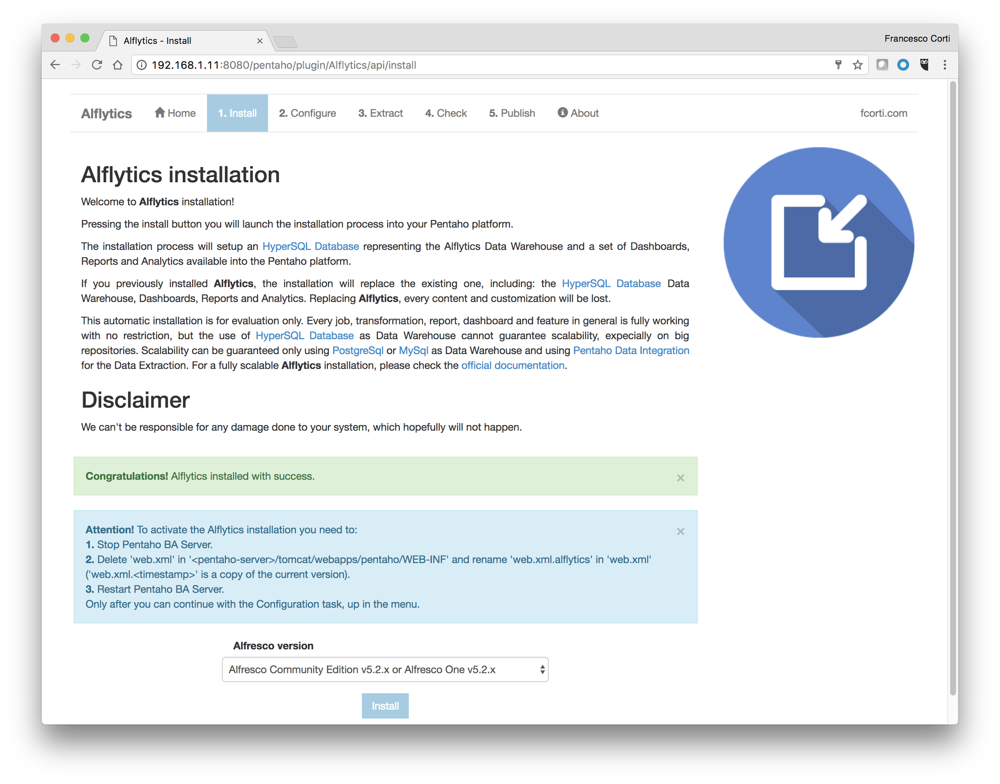 Alflytics - Install
Francesco Corti
192.168.1.11:8080/pentaho/plugin/Alflytics/api/install
Alflytics Home 1. Install 2. Configure 3. Extract 4. Check 5. Publish About fcorti.com
Alflytics installation
Welcome to Alflytics installation!
Pressing the install button you will launch the installation process into your Pentaho platform.
The installation process will setup an HyperSQL Database representing the Alflytics Data Warehouse and a set of Dashboards,
Reports and Analytics available into the Pentaho platform.
If you previously installed Alflytics, the installation will replace the existing one, including: the HyperSQL Database Data
Warehouse, Dashboards, Reports and Analytics. Replacing Alflytics, every content and customization will be lost.
This automatic installation is for evaluation only. Every job, transformation, report, dashboard and feature in general is fully working
with no restriction, but the use of HyperSQL Database as Data Warehouse cannot guarantee scalability, expecially on big
repositories. Scalability can be guaranteed only using PostgreSql or MySql as Data Warehouse and using Pentaho Data Integration
for the Data Extraction. For a fully scalable Alflytics installation, please check the official documentation.
Disclaimer
We can't be responsible for any damage done to your system, which hopefully will not happen.
Congratulations! Alflytics installed with success.
Attention! To activate the Alflytics installation you need to:
1. Stop Pentaho BA Server.
2. Delete 'web.xml' in '<pentaho-server>/tomcat/webapps/pentaho/WEB-INF' and rename 'web.xml.alflytics' in 'web.xml'
('web.xml.<timestamp>' is a copy of the current version).
3. Restart Pentaho BA Server.
Only after you can continue with the Configuration task, up in the menu.
Alfresco version
Alfresco Community Edition v5.2.x or Alfresco One v5.2.x
Install